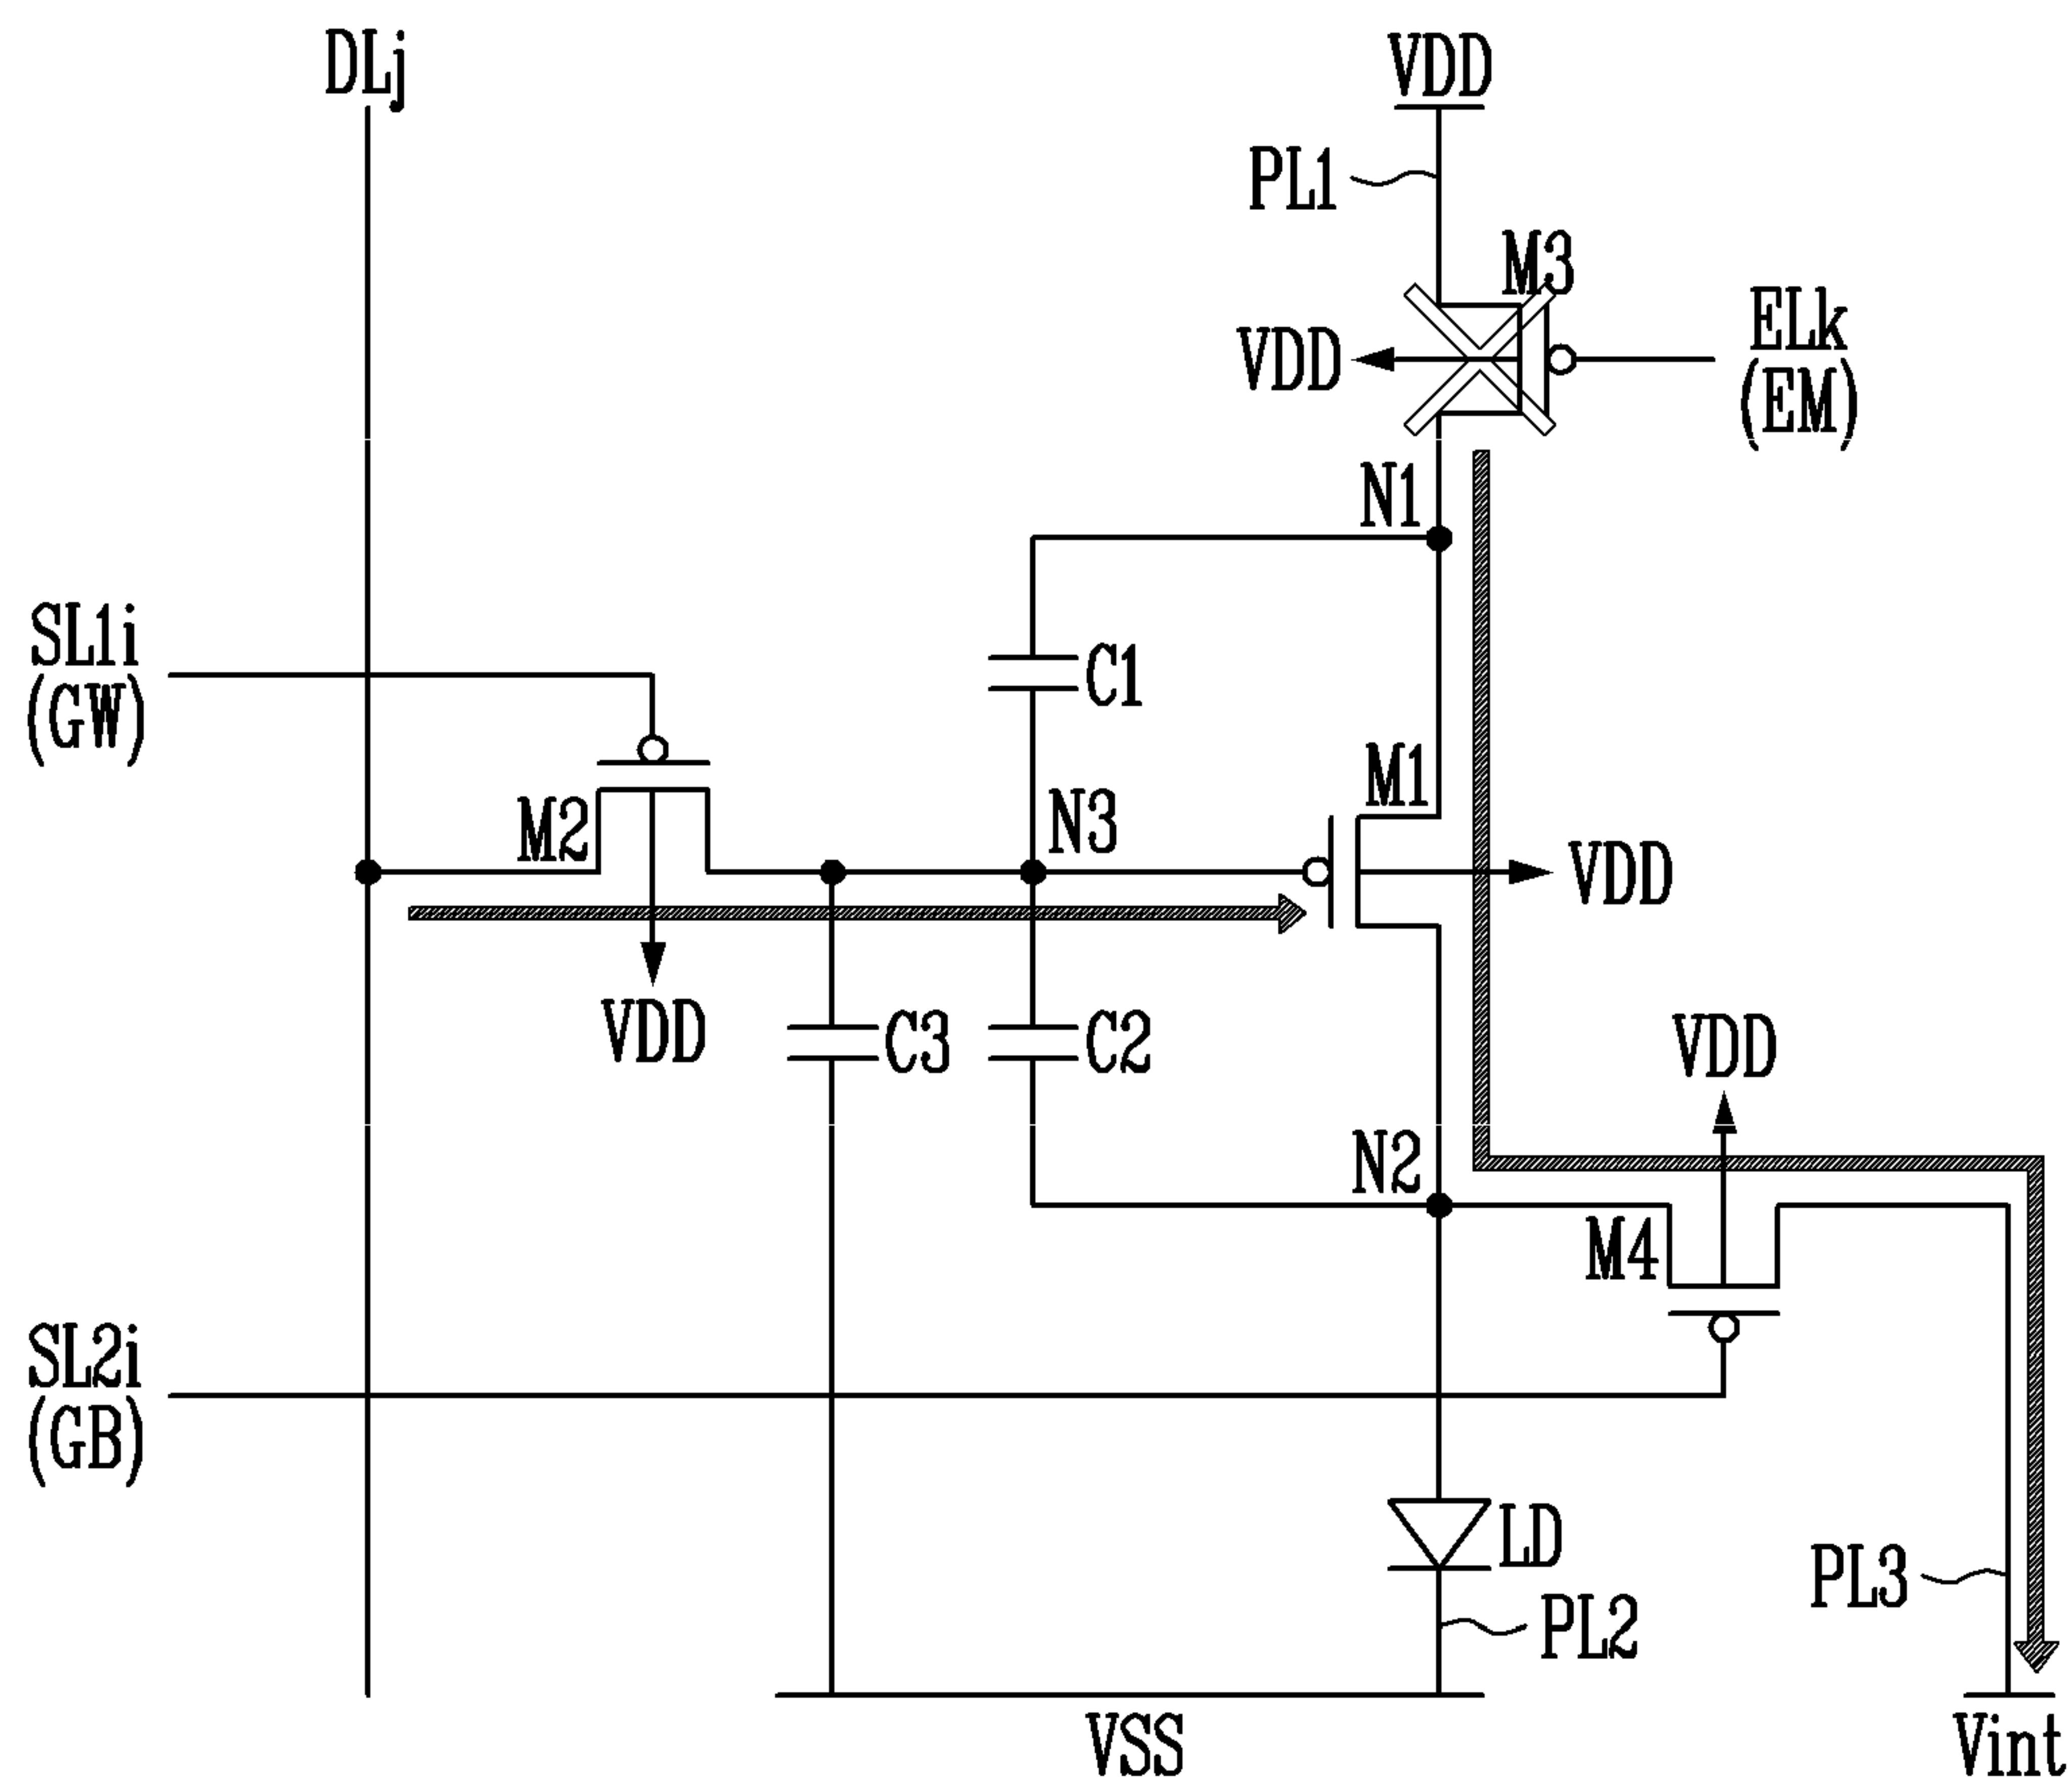 DLj
VDD
PL1
M3
VDD
ELk
(EM)
N1
SL1i
(GW)
C1
M1
M2
N3
VDD
VDD
C3
C2
VDD
N2
M4
SL2i
(GB)
LD
PL3
PL2
VSS
Vint